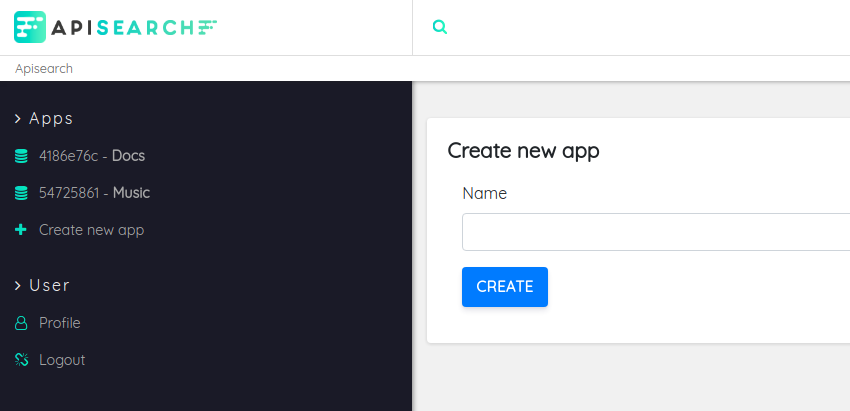 APISEARCH
Apisearch
Apps
4186e76c - Docs
54725861 - Music
Create new app
User
Profile
Logout
Create new app
Name
CREATE